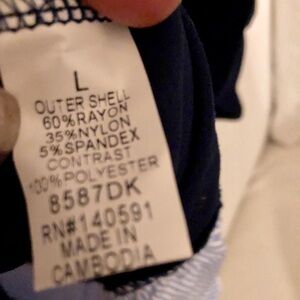 L
OUTER SHELL
60%RAYON
35%NYLON
5%SPANDEX
CONTRAST
100%POLYESTER
8587DK
RN#140591
MADE IN
CAMBODIA